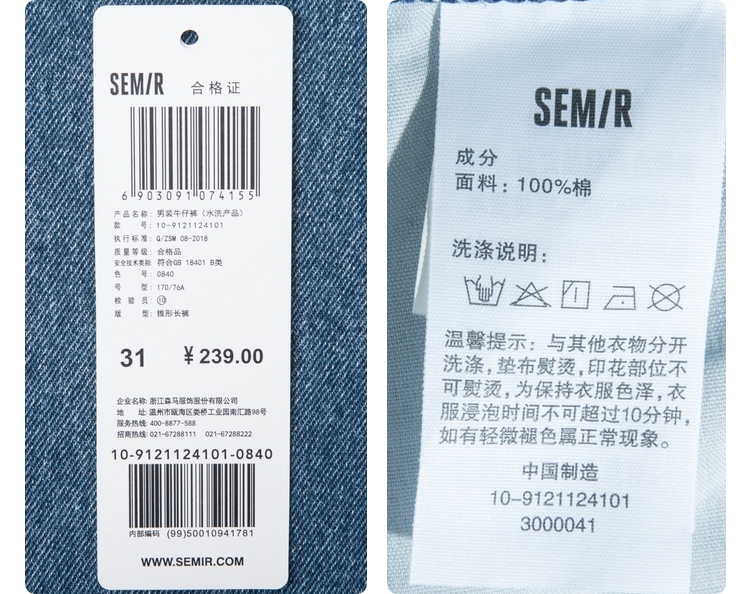 SEM/R 合格证
6 903091 074155
产品名称: 男装牛仔裤（水洗产品）
款 号: 10-9121124101
执行标准: Q/ZSM 08-2018
质量等级: 合格品
安全技术类别: 符合GB 18401 B类
色 号: 0840
号 型: 170/76A
检 验 员: ⑩
版 型: 锥形长裤
31 ¥239.00
企业名称: 浙江森马服饰股份有限公司
地 址: 温州市瓯海区娄桥工业园南汇路98号
服务热线: 400-8877-588
招商热线: 021-67288111 021-67288222
10-9121124101-0840
内部编码 (99)50010941781
WWW.SEMIR.COM
SEM/R
成分
面料: 100%棉
洗涤说明:
温馨提示: 与其他衣物分开
洗涤,垫布熨烫,印花部位不
可熨烫,为保持衣服色泽,衣
服浸泡时间不可超过10分钟,
如有轻微褪色属正常现象。
中国制造
10-9121124101
3000041